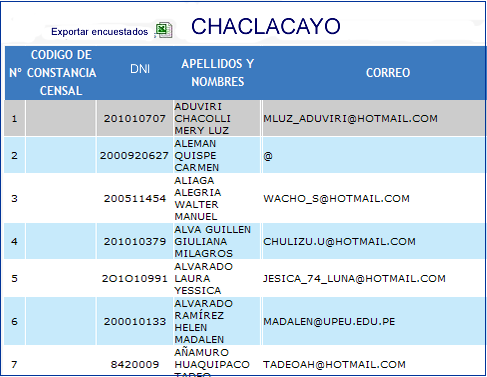 Exportar encuestados CHACLACAYO
Nº CODIGO DE CONSTANCIA CENSAL DNI APELLIDOS Y NOMBRES CORREO
1 201010707 ADUVIRI CHACOLLI MERY LUZ MLUZ_ADUVIRI@HOTMAIL.COM
2 2000920627 ALEMAN QUISPE CARMEN @
3 200511454 ALIAGA ALEGRIA WALTER MANUEL WACHO_S@HOTMAIL.COM
4 201010379 ALVA GUILLEN GIULIANA MILAGROS CHULIZU.U@HOTMAIL.COM
5 2O1O10991 ALVARADO LAURA YESSICA JESICA_74_LUNA@HOTMAIL.COM
6 200010133 ALVARADO RAMÍREZ HELEN MADALEN MADALEN@UPEU.EDU.PE
7 8420009 AÑAMURO HUAQUIPACO TADEO TADEOAH@HOTMAIL.COM